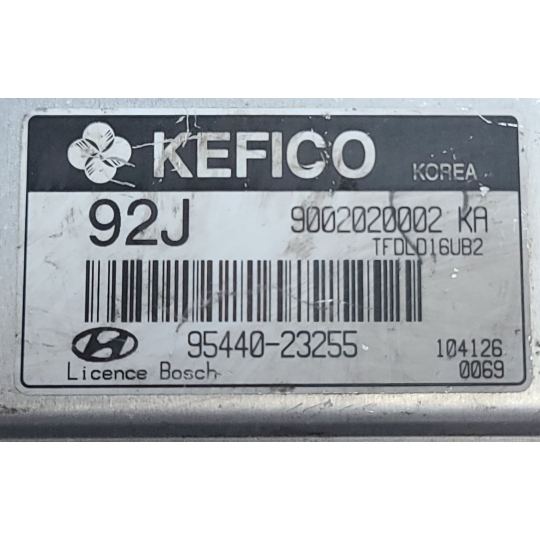 KEFICO KOREA
92J 9002020002 KA
TFDLD16UB2
95440-23255 104126
Licence Bosch 0069